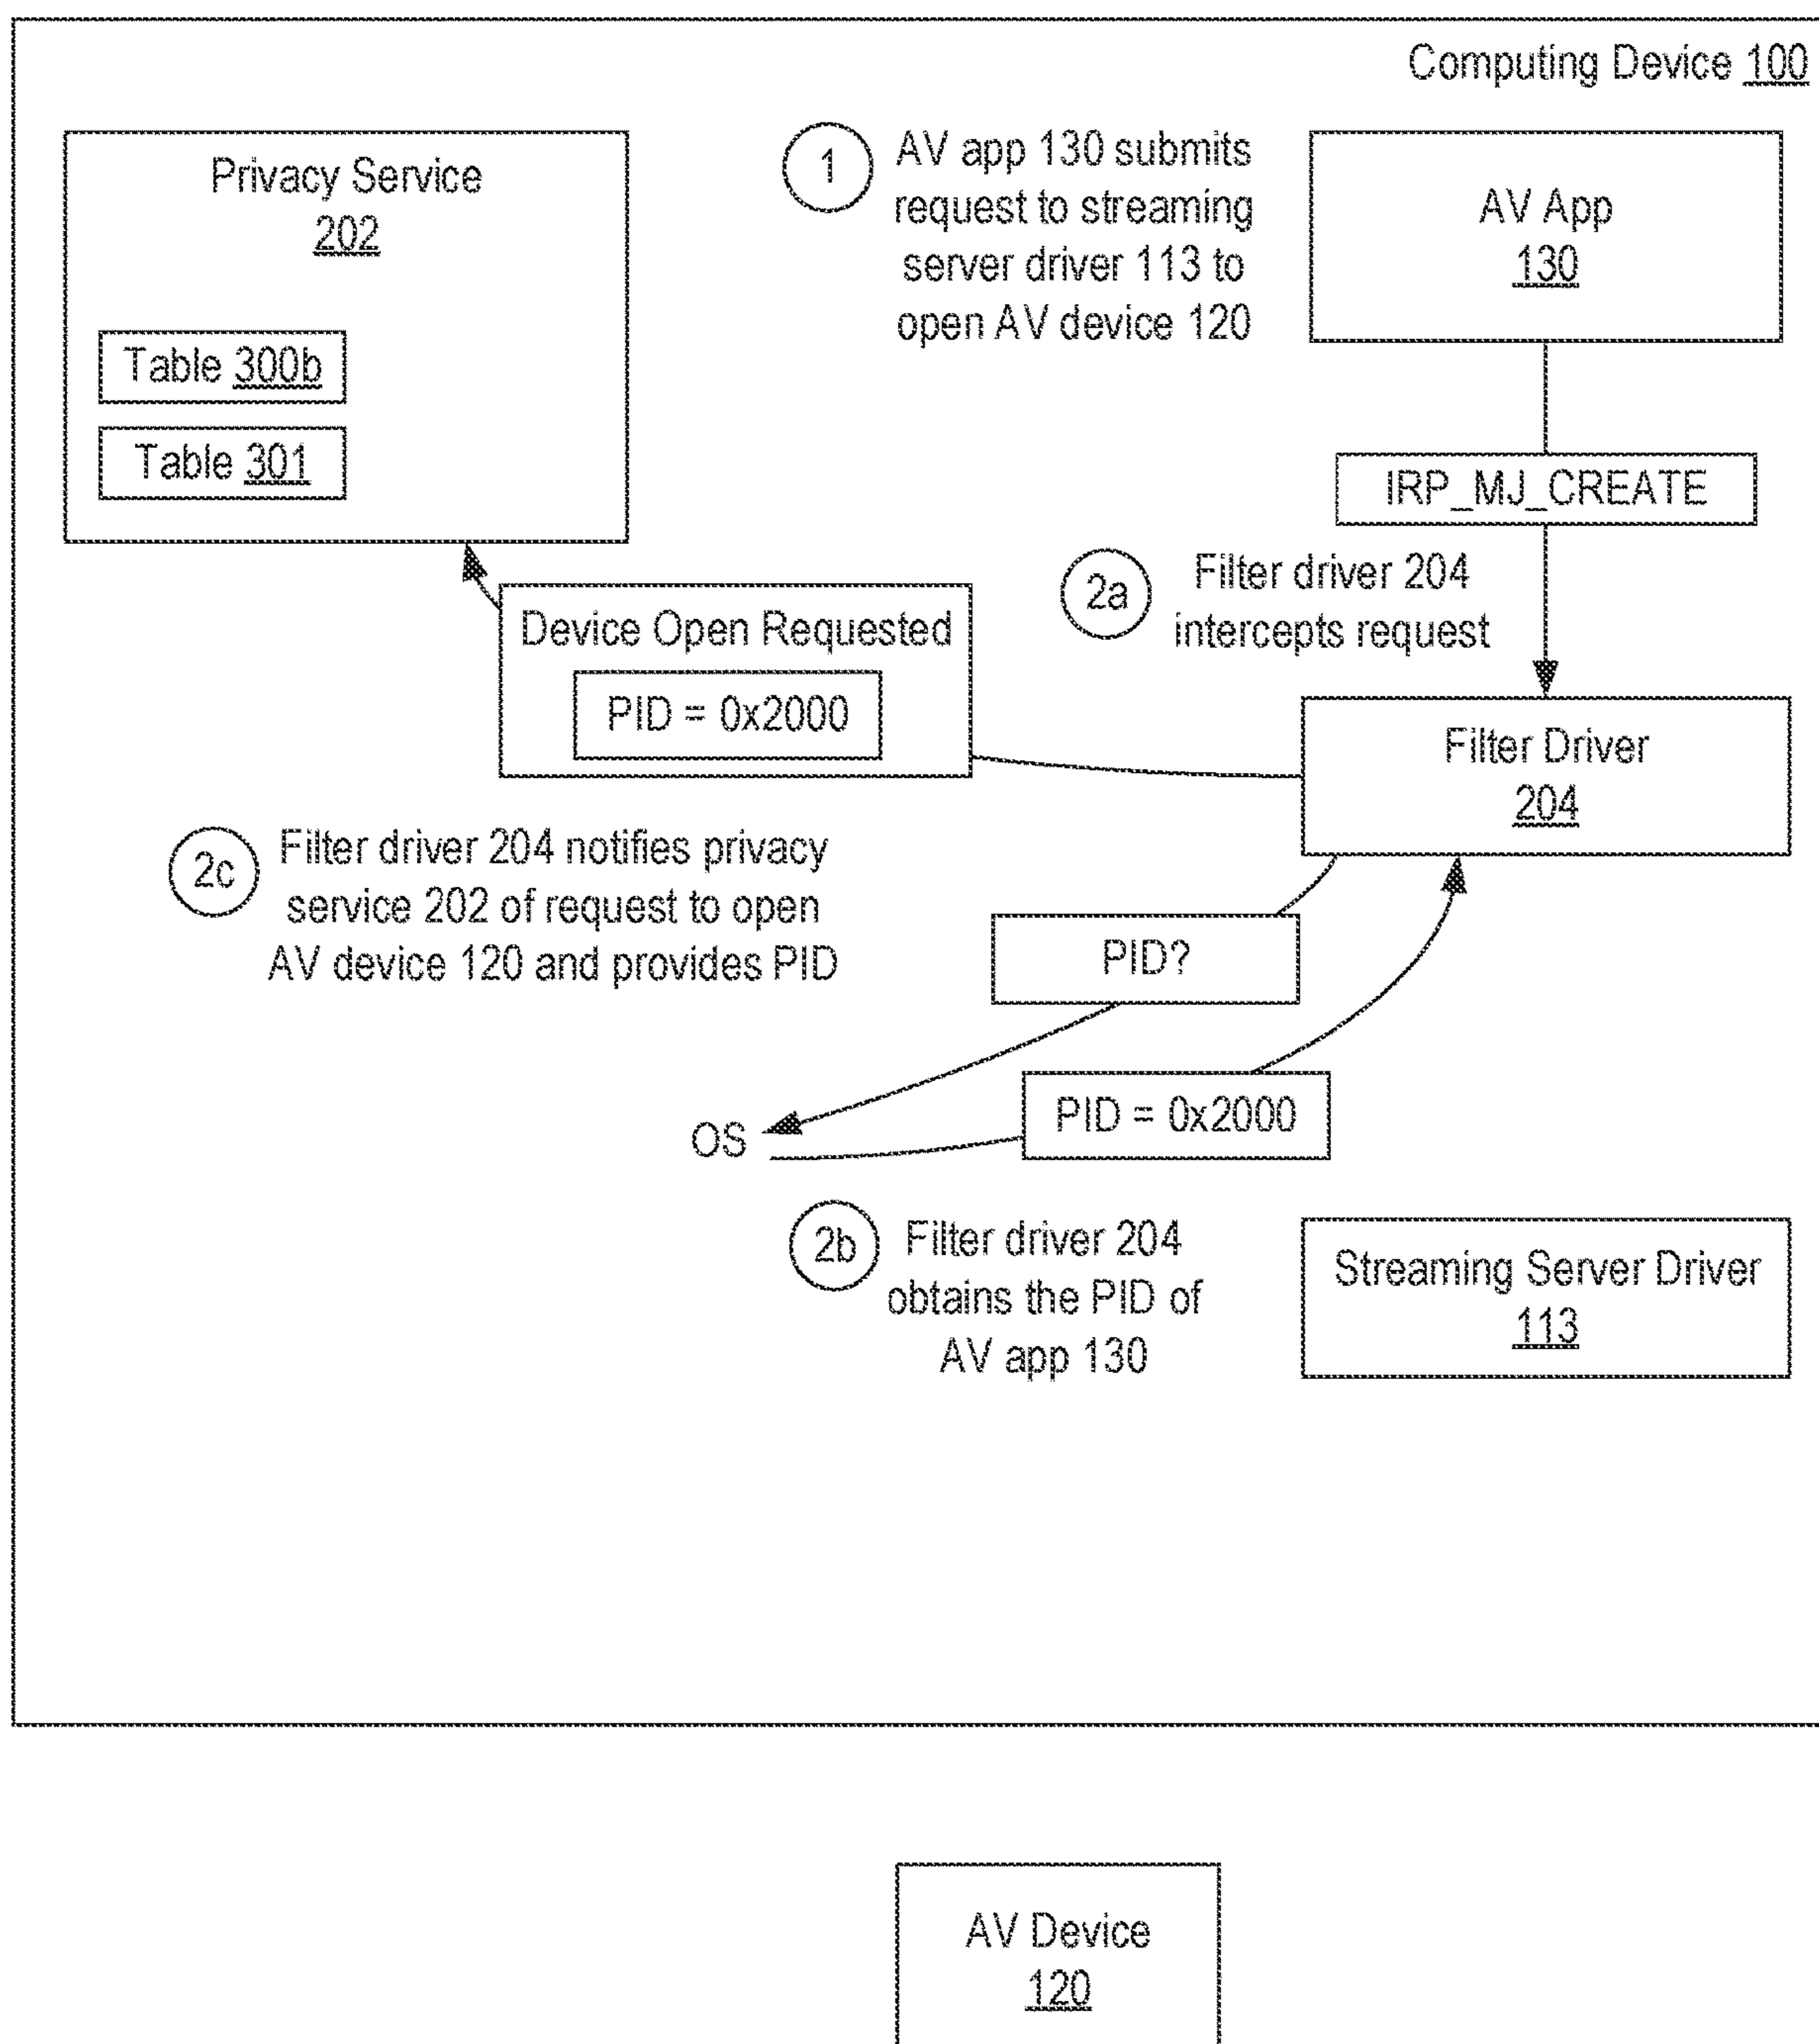 Computing Device 100
Privacy Service
202
Table 300b
Table 301
1
AV app 130 submits
request to streaming
server driver 113 to
open AV device 120
AV App
130
IRP_MJ_CREATE
2a
Filter driver 204
intercepts request
Device Open Requested
PID = 0x2000
Filter Driver
204
2c
Filter driver 204 notifies privacy
service 202 of request to open
AV device 120 and provides PID
PID?
OS
PID = 0x2000
2b
Filter driver 204
obtains the PID of
AV app 130
Streaming Server Driver
113
AV Device
120